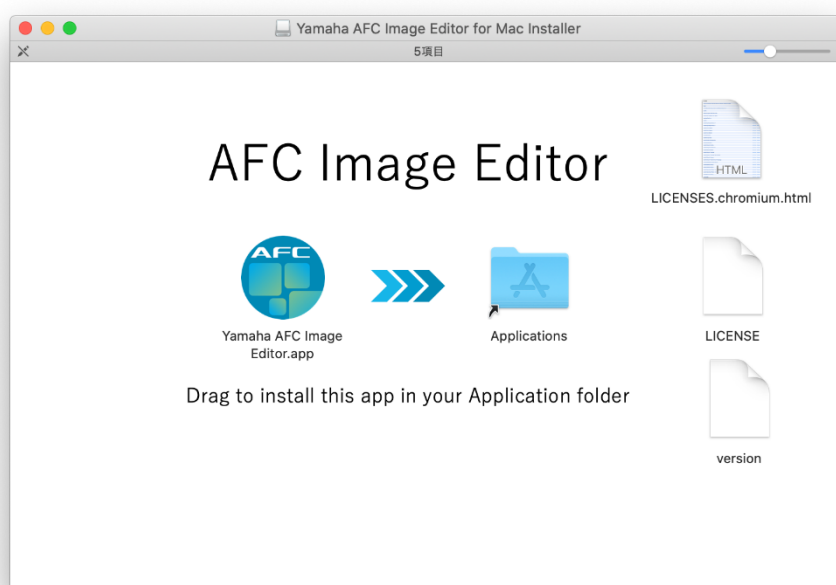 Yamaha AFC Image Editor for Mac Installer
5項目
AFC Image Editor
HTML
LICENSES.chromium.html
AFC
Yamaha AFC Image
Editor.app
Applications
LICENSE
Drag to install this app in your Application folder
version